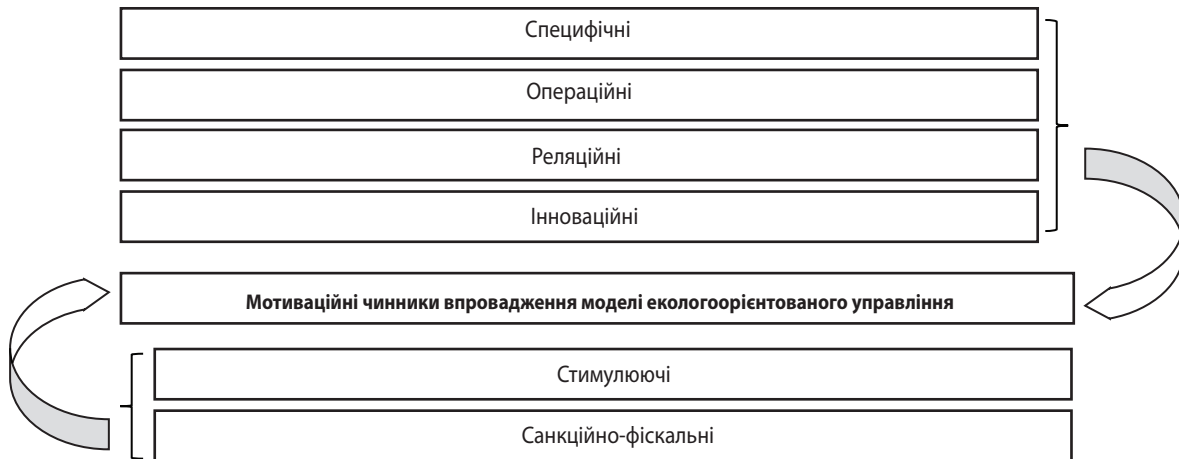 Специфічні
Операційні
Реляційні
Інноваційні
Мотиваційні чинники впровадження моделі екологоорієнтованого управління
Стимулюючі
Санкційно-фіскальні